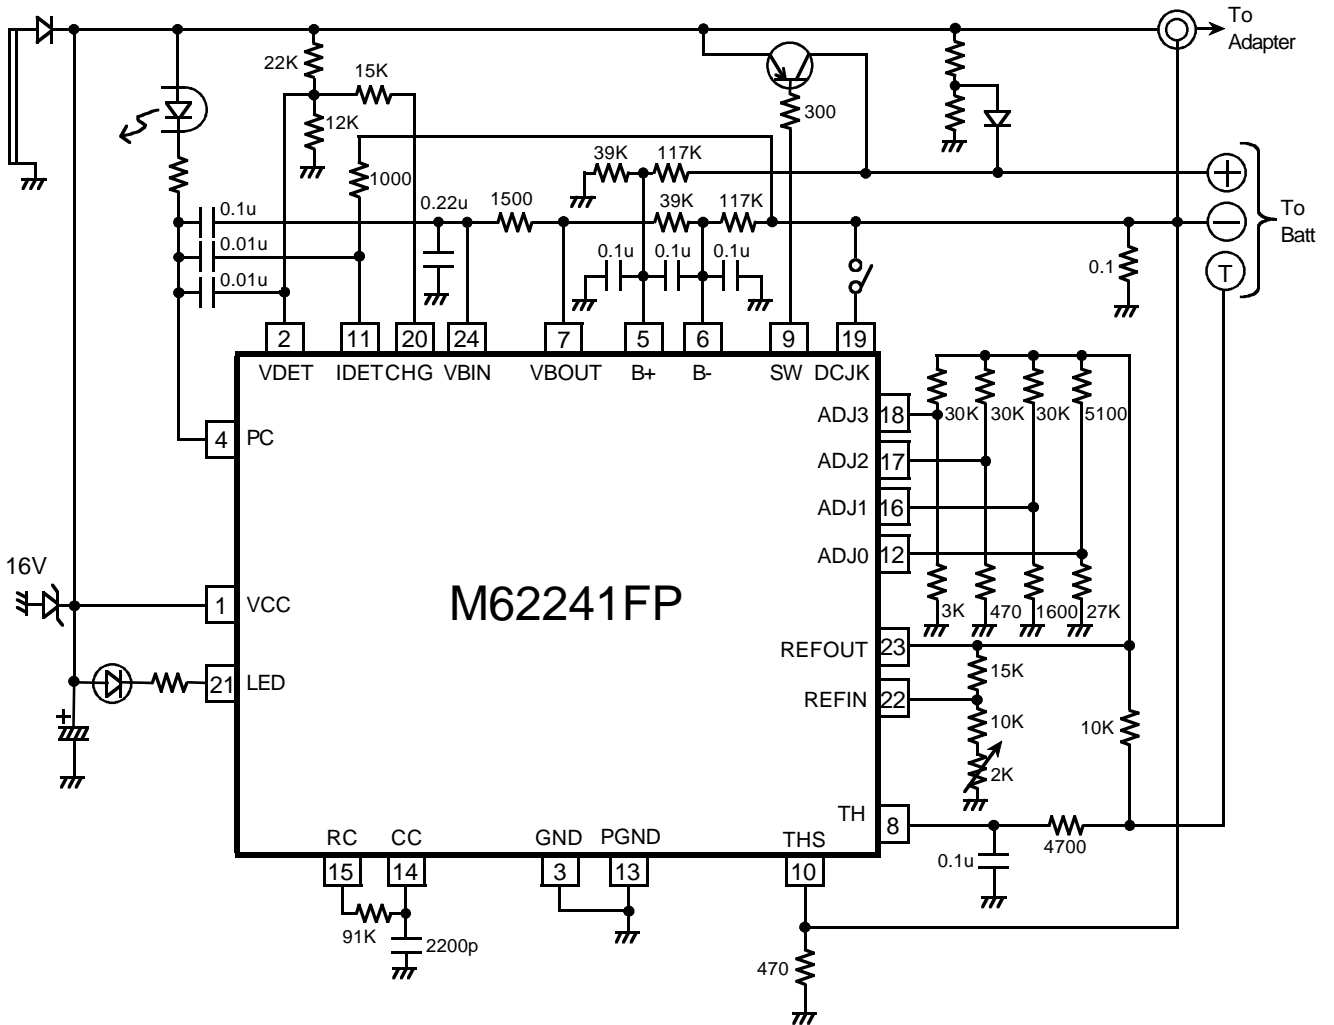 To
Adapter
22K
15K
12K
300
39K
117K
1000
0.22u
1500
39K
117K
To
Batt
+
−
T
0.1u
0.01u
0.01u
0.1u
0.1u
0.1u
0.1
2
11
20
24
7
5
6
9
19
VDET
IDET
CHG
VBIN
VBOUT
B+
B-
SW
DCJK
4
PC
ADJ3
18
30K
30K
30K
5100
ADJ2
17
ADJ1
16
ADJ0
12
16V
1
VCC
M62241FP
3K
470
1600
27K
REFOUT
23
15K
21
LED
REFIN
22
10K
10K
+
2K
TH
8
4700
0.1u
RC
CC
GND
PGND
THS
15
14
3
13
10
91K
2200p
470